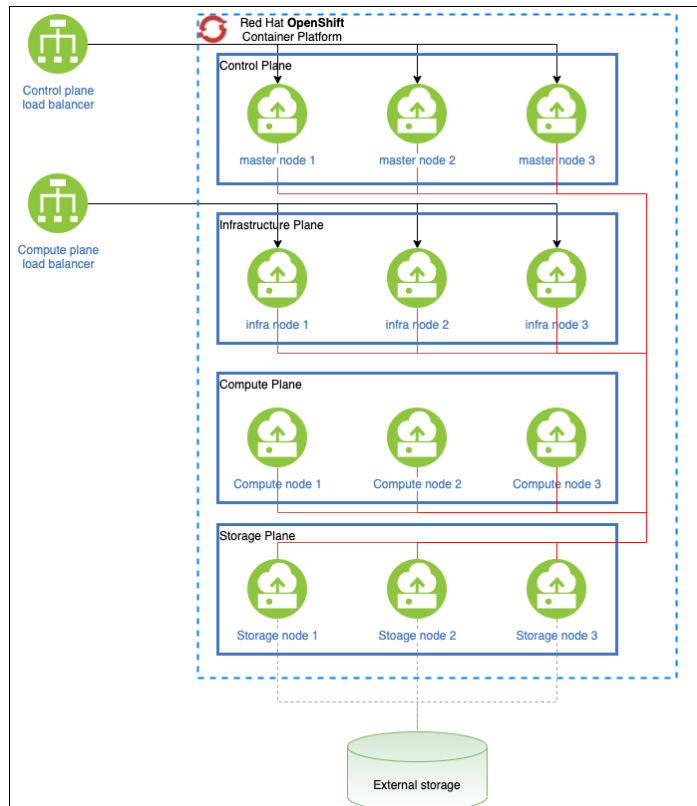 Red Hat OpenShift
Container Platform
Control plane
load balancer
Control Plane
master node 1
master node 2
master node 3
Compute plane
load balancer
Infrastructure Plane
infra node 1
infra node 2
infra node 3
Compute Plane
Compute node 1
Compute node 2
Compute node 3
Storage Plane
Storage node 1
Stoage node 2
Storage node 3
External storage